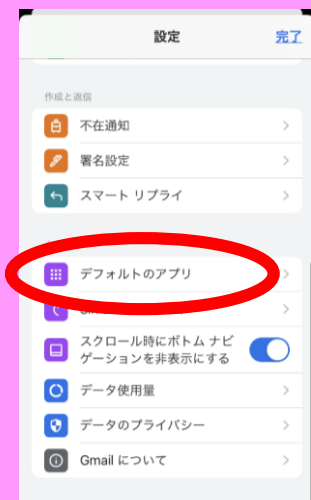 設定
完了
作成と返信
不在通知
署名設定
スマート リプライ
デフォルトのアプリ
スクロール時にボトム ナビ
ゲーションを非表示にする
データ使用量
データのプライバシー
Gmail について